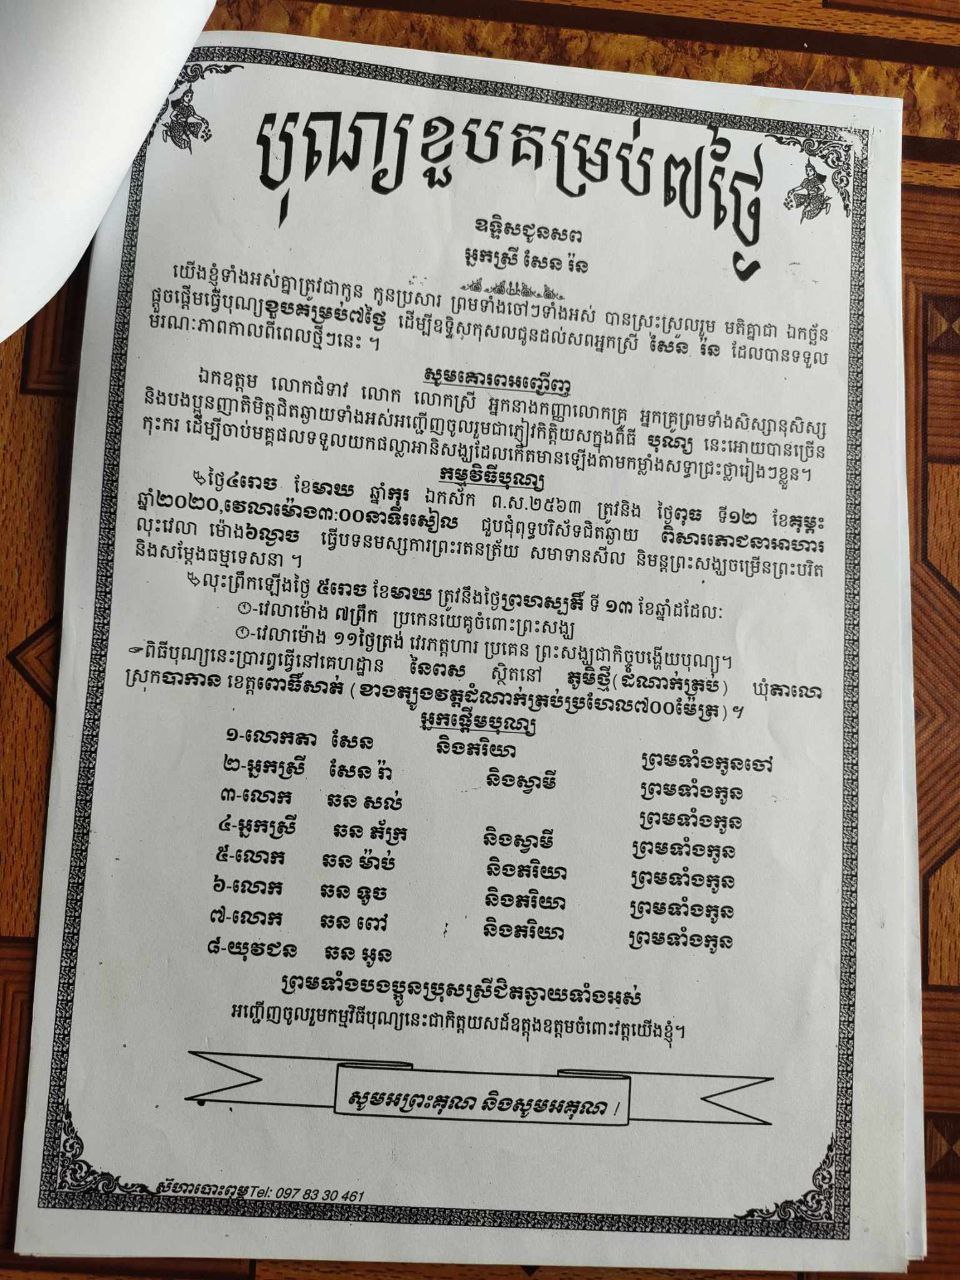 បុណ្យខួបគម្រប់៧ថ្ងៃ
ឧទ្ទិសជូនសព
អ្នកស្រី សែន រ៉ន
យើងខ្ញុំទាំងអស់គ្នាត្រូវជាកូន កូនប្រសារ ព្រមទាំងចៅៗទាំងអស់ បានស្រុះស្រួលរួម មតិគ្នាជា ឯកច្ឆ័ន្ទ
ផ្តួចផ្តើមធ្វើបុណ្យខួបគម្រប់៧ថ្ងៃ ដើម្បីឧទ្ទិសកុសលជូនដល់សពអ្នកស្រី សែន រ៉ន ដែលបានទទួល
មរណៈភាពកាលពីពេលថ្មីៗនេះ ។
សូមគោរពអញ្ជើញ
ឯកឧត្តម លោកជំទាវ លោក លោកស្រី អ្នកនាងកញ្ញាលោកគ្រូ អ្នកគ្រូព្រមទាំងសិស្សានុសិស្ស
និងបងប្អូនញាតិមិត្តជិតឆ្ងាយទាំងអស់អញ្ជើញចូលរួមជាភ្ញៀវកិត្តិយសក្នុងពិធី បុណ្យ នេះអោយបានច្រើន
កុះករ ដើម្បីចាប់មគ្គផលទទួលយកផល្លាអានិសង្ឃដែលកើតមានឡើងតាមកម្លាំងសទ្ធាជ្រះថ្លារៀងៗខ្លួន។
កម្មវិធីបុណ្យ
ថ្ងៃ៤រោច ខែមាឃ ឆ្នាំកុរ ឯកស័ក ព.ស.២៥៦៣ ត្រូវនិង ថ្ងៃពុធ ទី១២ ខែកុម្ភះ
ឆ្នាំ២០២០,វេលាម៉ោង៣:០០នាទីរសៀល ជួបជុំពុទ្ធបរិស័ទជិតឆ្ងាយ ពិសារភោជនាអាហារ
លុះវេលា ម៉ោង៦ល្ងាច ធ្វើបទនមស្សការព្រះរតនត្រ័យ សមាទានសីល និមន្តព្រះសង្ឃចម្រើនព្រះបរិត
និងសម្តែងធម្មទេសនា ។
លុះព្រឹកឡើងថ្ងៃ ៥រោច ខែមាឃ ត្រូវនឹងថ្ងៃព្រហស្បតិ៍ ទី ១៣ ខែឆ្នាំដដែលៈ
-វេលាម៉ោង ៧ព្រឹក ប្រគេនយេគូចំពោះព្រះសង្ឃ
-វេលាម៉ោង ១១ថ្ងៃត្រង់ វេរភត្តហារ ប្រគេន ព្រះសង្ឃជាកិច្ចបង្ហើយបុណ្យ។
ពិធីបុណ្យនេះប្រារព្ធធ្វើនៅគេហដ្ឋាន នៃពស ស្ថិតនៅ ភូមិថ្មី(ដំណាក់ត្រប់) ឃុំតាលោ
ស្រុកបាកាន ខេត្តពោធិ៍សាត់ (ខាងត្បូងវត្តដំណាក់ត្រប់ប្រហែល៧០០ម៉ែត្រ) ។
អ្នកផ្តើមបុណ្យ
១-លោកតា សែន និងភរិយា ព្រមទាំងកូនចៅ
២-អ្នកស្រី សែន រ៉ា និងស្វាមី ព្រមទាំងកូន
៣-លោក ឆន សល់ ព្រមទាំងកូន
៤-អ្នកស្រី ឆន ភ័ក្រ និងស្វាមី ព្រមទាំងកូន
៥-លោក ឆន ម៉ាប់ និងភរិយា ព្រមទាំងកូន
៦-លោក ឆន ទូច និងភរិយា ព្រមទាំងកូន
៧-លោក ឆន ពៅ និងភរិយា ព្រមទាំងកូន
៨-យុវជន ឆន អូន
ព្រមទាំងបងប្អូនប្រុសស្រីជិតឆ្ងាយទាំងអស់
អញ្ជើញចូលរួមកម្មវិធីបុណ្យនេះជាកិត្តយសដ៍ឧត្តុងឧត្តមចំពោះវត្តយើងខ្ញុំ។
សូមអព្រះគុណ និងសូមអគុណ !
ស៊ីហាបោះពុម្ព Tel: 097 83 30 461